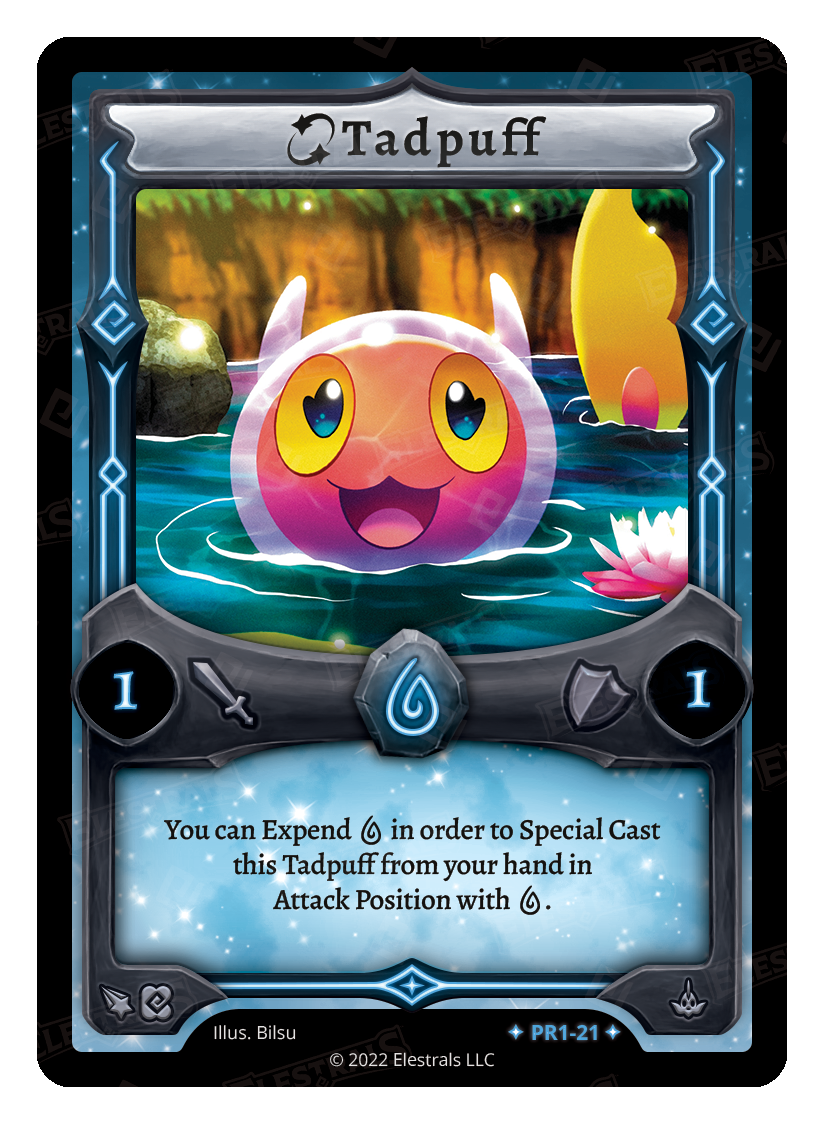 Tadpuff
1
1
You can Expend in order to Special Cast
this Tadpuff from your hand in
Attack Position with .
Illus. Bilsu
PR1-21
© 2022 Elestrals LLC
ELESTRALS